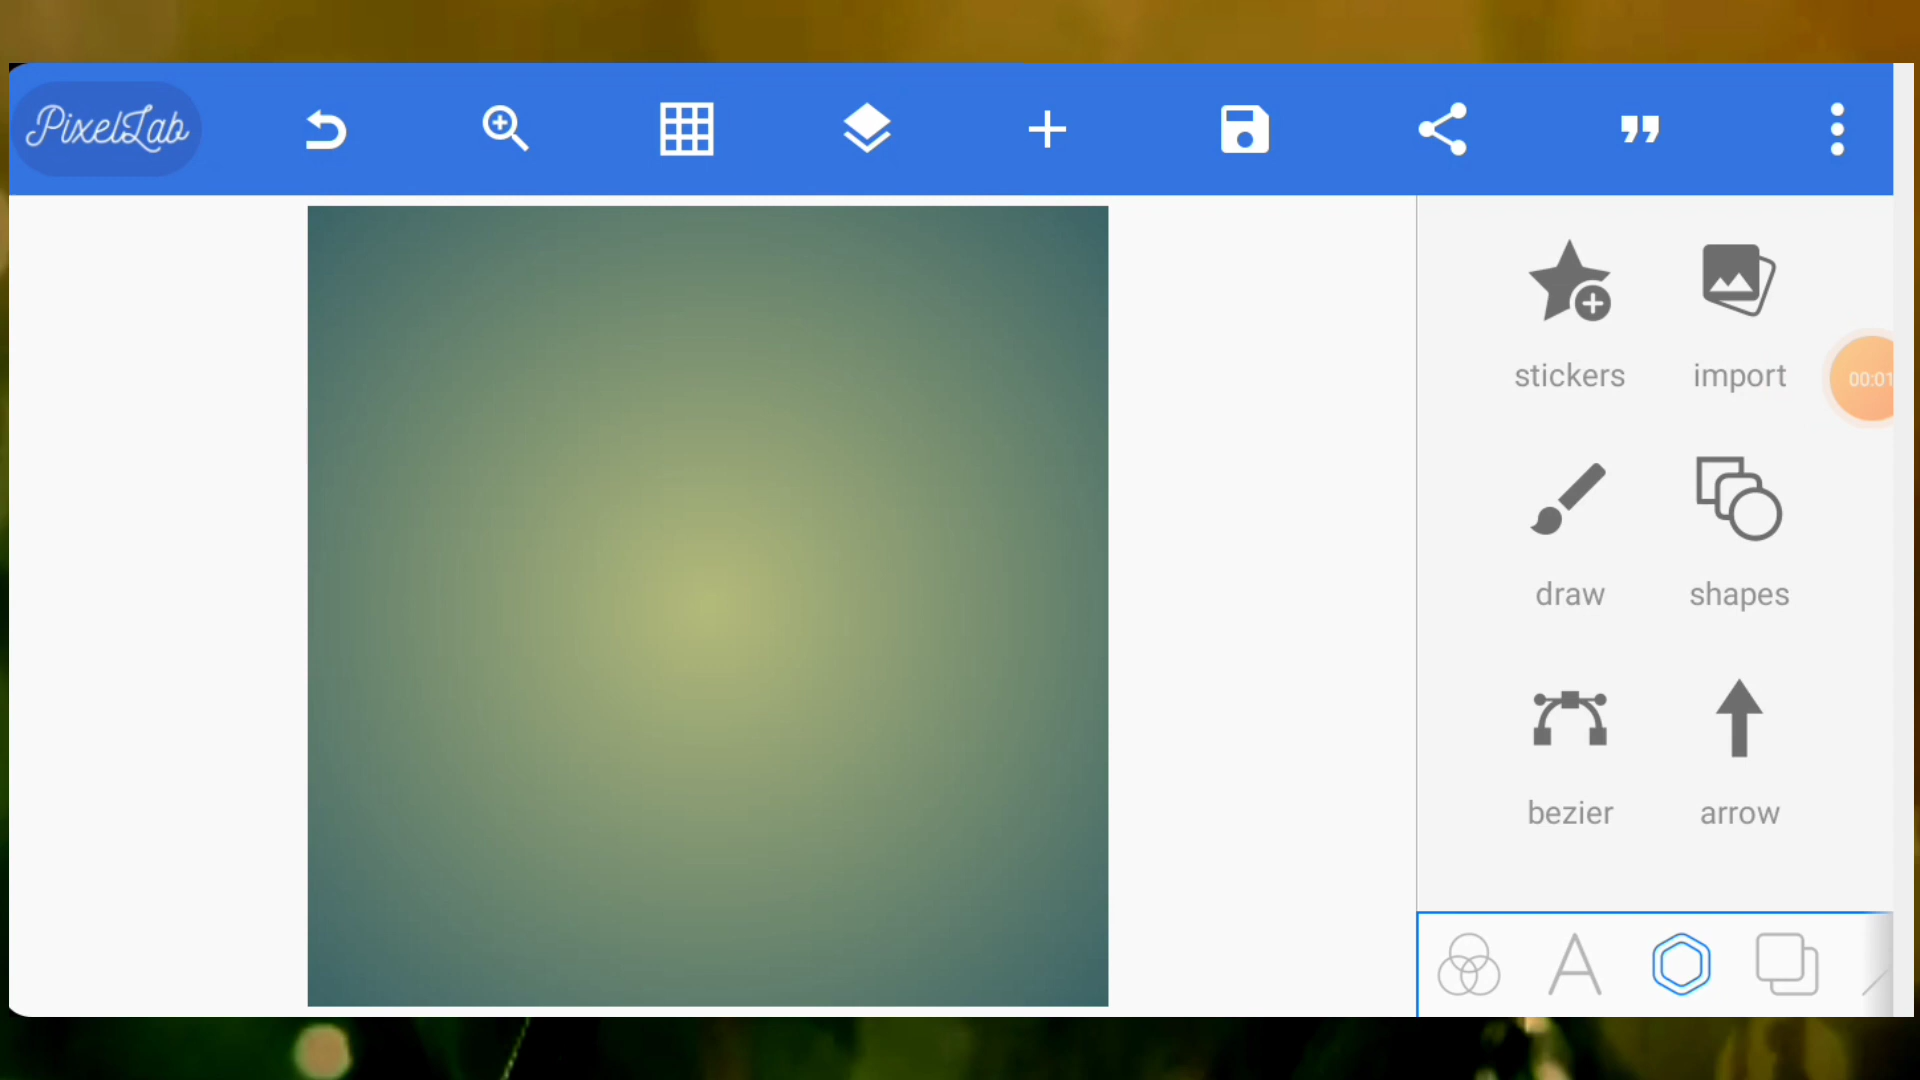 PixelLab
stickers import
00:01
draw shapes
bezier arrow